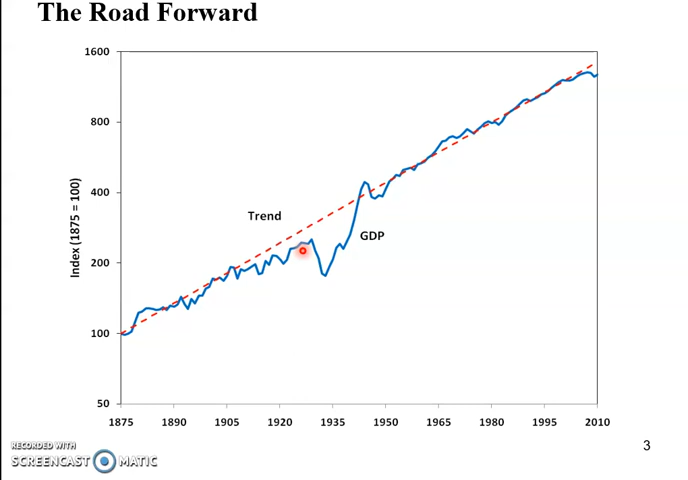 The Road Forward
1600
800
400
200
100
50
Index (1875 = 100)
Trend
GDP
1875 1890 1905 1920 1935 1950 1965 1980 1995 2010
3
RECORDED WITH
SCREENCAST MATIC